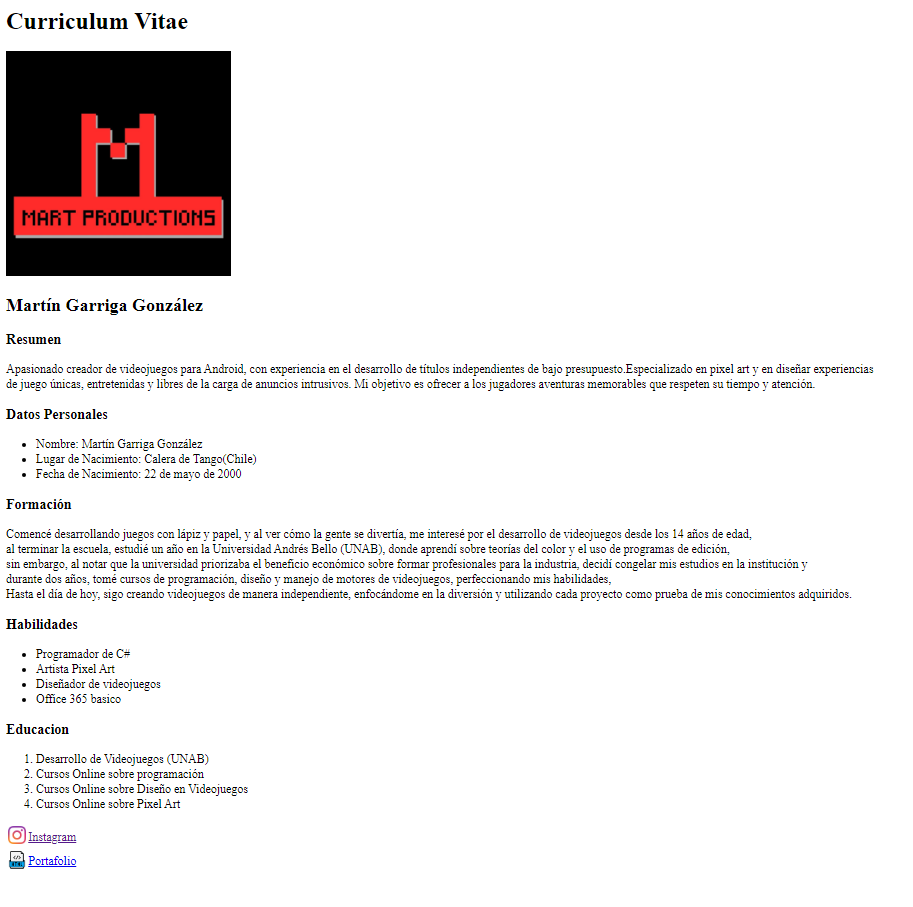 Curriculum Vitae
MART PRODUCTIONS
Martín Garriga González
Resumen
Apasionado creador de videojuegos para Android, con experiencia en el desarrollo de títulos independientes de bajo presupuesto.Especializado en pixel art y en diseñar experiencias
de juego únicas, entretenidas y libres de la carga de anuncios intrusivos. Mi objetivo es ofrecer a los jugadores aventuras memorables que respeten su tiempo y atención.
Datos Personales
• Nombre: Martín Garriga González
• Lugar de Nacimiento: Calera de Tango(Chile)
• Fecha de Nacimiento: 22 de mayo de 2000
Formación
Comencé desarrollando juegos con lápiz y papel, y al ver cómo la gente se divertía, me interesé por el desarrollo de videojuegos desde los 14 años de edad,
al terminar la escuela, estudié un año en la Universidad Andrés Bello (UNAB), donde aprendí sobre teorías del color y el uso de programas de edición,
sin embargo, al notar que la universidad priorizaba el beneficio económico sobre formar profesionales para la industria, decidí congelar mis estudios en la institución y
durante dos años, tomé cursos de programación, diseño y manejo de motores de videojuegos, perfeccionando mis habilidades,
Hasta el día de hoy, sigo creando videojuegos de manera independiente, enfocándome en la diversión y utilizando cada proyecto como prueba de mis conocimientos adquiridos.
Habilidades
• Programador de C#
• Artista Pixel Art
• Diseñador de videojuegos
• Office 365 basico
Educacion
1. Desarrollo de Videojuegos (UNAB)
2. Cursos Online sobre programación
3. Cursos Online sobre Diseño en Videojuegos
4. Cursos Online sobre Pixel Art
Instagram
Portafolio